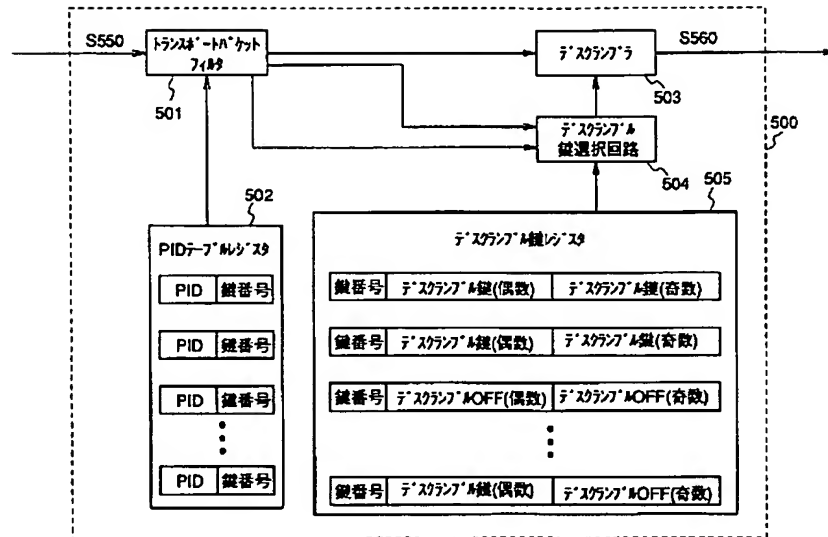 S550
トランスポートパケット
フィルタ
501
デスクランブラ
S560
503
デスクランブル
鍵選択回路
504
500
502
PIDテーブルレジスタ
PID 鍵番号
PID 鍵番号
PID 鍵番号
PID 鍵番号
505
デスクランブル鍵レジスタ
鍵番号 デスクランブル鍵(偶数) デスクランブル鍵(奇数)
鍵番号 デスクランブル鍵(偶数) デスクランブル鍵(奇数)
鍵番号 デスクランブルOFF(偶数) デスクランブルOFF(奇数)
鍵番号 デスクランブル鍵(偶数) デスクランブルOFF(奇数)